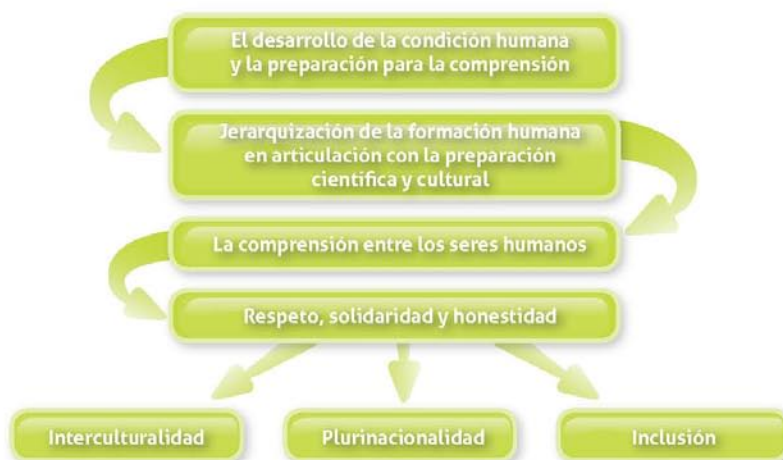 El desarrollo de la condición humana
y la preparación para la comprensión
Jerarquización de la formación humana
en articulación con la preparación
científica y cultural
La comprensión entre los seres humanos
Respeto, solidaridad y honestidad
Interculturalidad
Plurinacionalidad
Inclusión